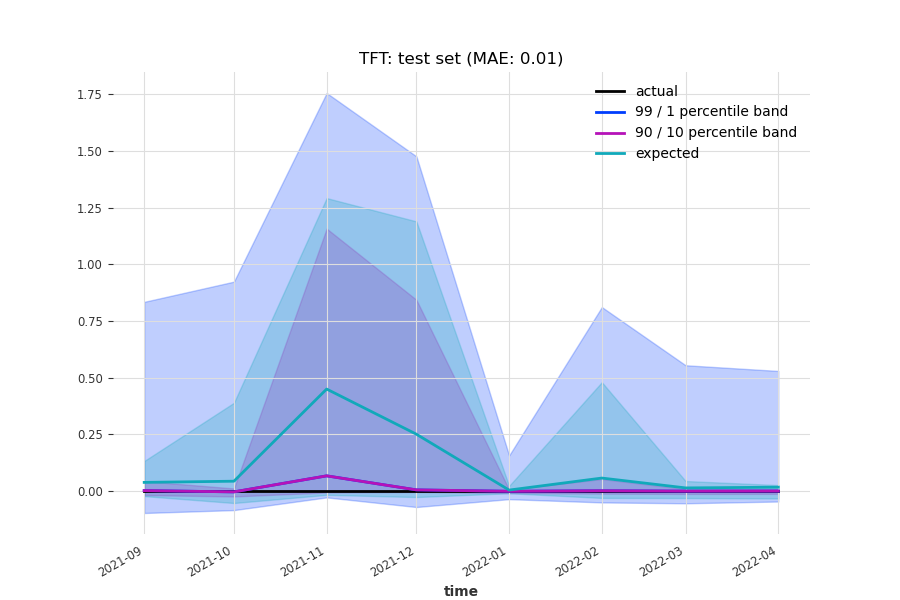 TFT: test set (MAE: 0.01)
actual
99 / 1 percentile band
90 / 10 percentile band
expected
1.75
1.50
1.25
1.00
0.75
0.50
0.25
0.00
2021-09
2021-10
2021-11
2021-12
2022-01
2022-02
2022-03
2022-04
time